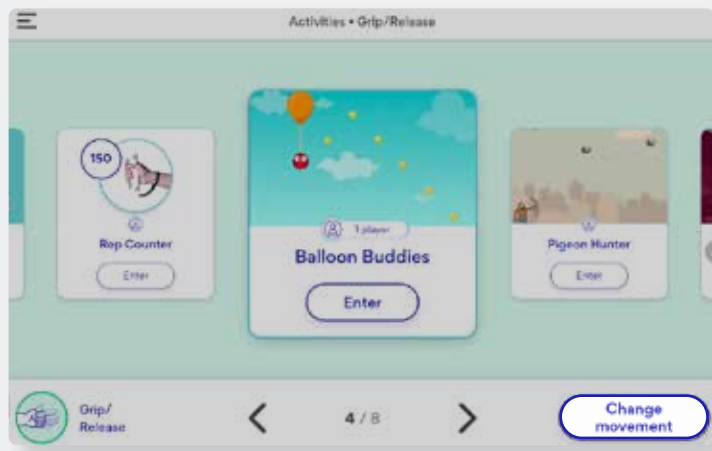 Activities • Grip/Release
150
Rep Counter
Enter
1 player
Balloon Buddies
Enter
Pigeon Hunter
Enter
Grip/
Release
4 / 8
Change
movement